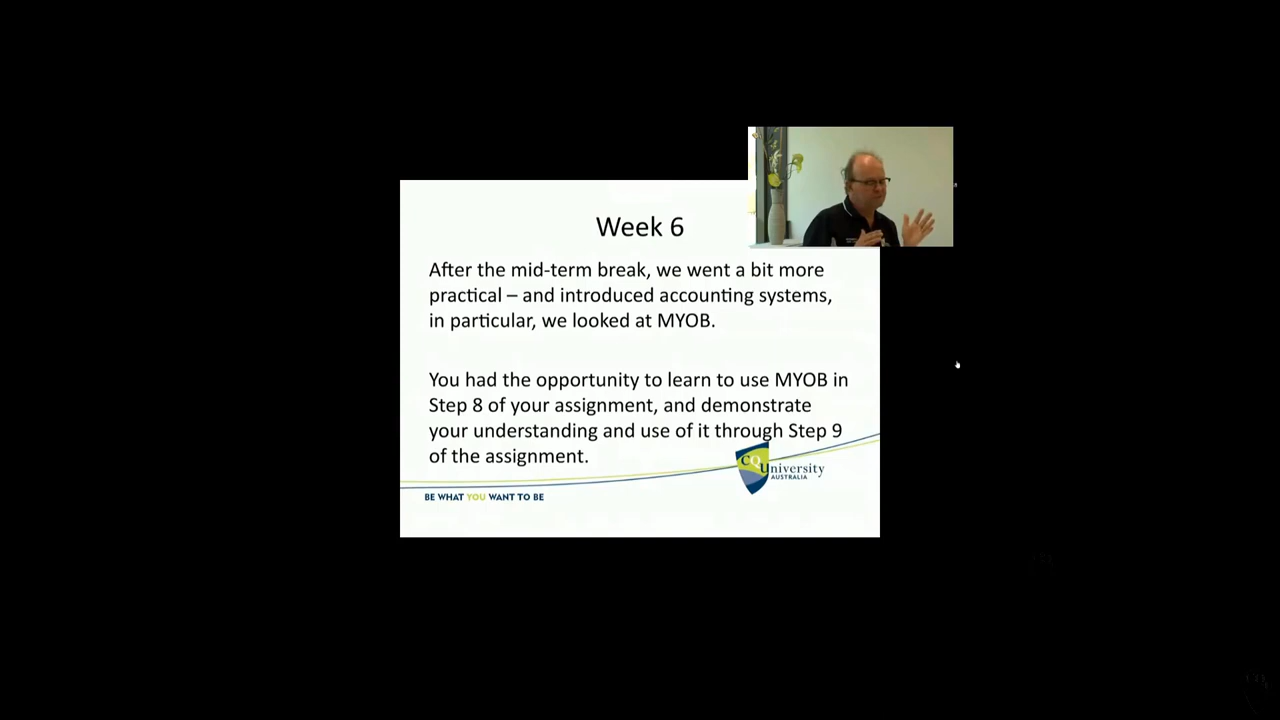 Week 6
After the mid-term break, we went a bit more
practical – and introduced accounting systems,
in particular, we looked at MYOB.
You had the opportunity to learn to use MYOB in
Step 8 of your assignment, and demonstrate
your understanding and use of it through Step 9
of the assignment.
CQUniversity
AUSTRALIA
BE WHAT YOU WANT TO BE